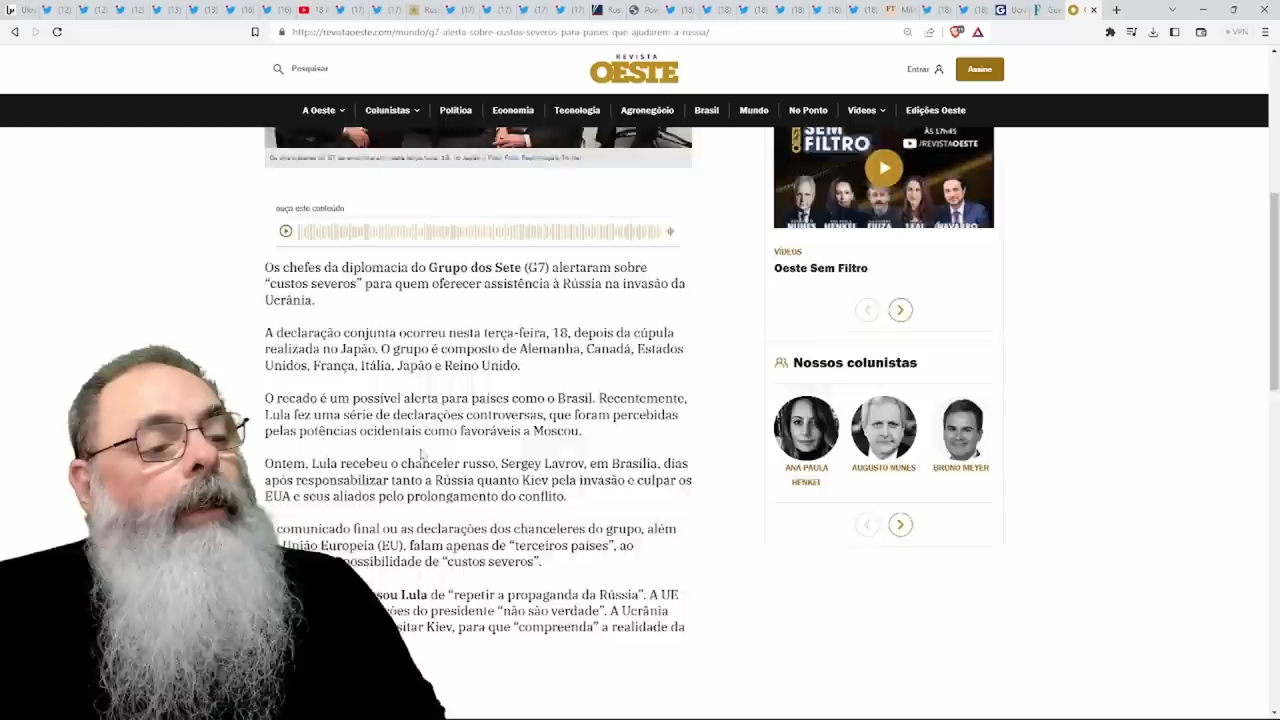 https://revistaoeste.com/mundo/g7-alerta-sobre-custos-severos-para-paises-que-ajudarem-a-russia/
VPN
Pesquisar
REVISTA
OESTE
Entrar
Assine
A Oeste
Colunistas
Política
Economia
Tecnologia
Agronegócio
Brasil
Mundo
No Ponto
Vídeos
Edições Oeste
SEM
FILTRO
ÀS 17h45
/REVISTAOESTE
ouça este conteúdo
Os chefes da diplomacia do Grupo dos Sete (G7) alertaram sobre
“custos severos” para quem oferecer assistência à Rússia na invasão da
Ucrânia.
A declaração conjunta ocorreu nesta terça-feira, 18, depois da cúpula
realizada no Japão. O grupo é composto de Alemanha, Canadá, Estados
Unidos, França, Itália, Japão e Reino Unido.
O recado é um possível alerta para países como o Brasil. Recentemente,
Lula fez uma série de declarações controversas, que foram percebidas
pelas potências ocidentais como favoráveis a Moscou.
Ontem, Lula recebeu o chanceler russo, Sergey Lavrov, em Brasília, dias
após responsabilizar tanto a Rússia quanto Kiev pela invasão e culpar os
EUA e seus aliados pelo prolongamento do conflito.
comunicado final ou as declarações dos chanceleres do grupo, além
União Europeia (EU), falam apenas de “terceiros países”, ao
possibilidade de “custos severos”.
sou Lula de “repetir a propaganda da Rússia”. A UE
ões do presidente “não são verdade”. A Ucrânia
sitar Kiev, para que “compreenda” a realidade da
VÍDEOS
Oeste Sem Filtro
Nossos colunistas
ANA PAULA
HENKEL
AUGUSTO NUNES
BRUNO MEYER